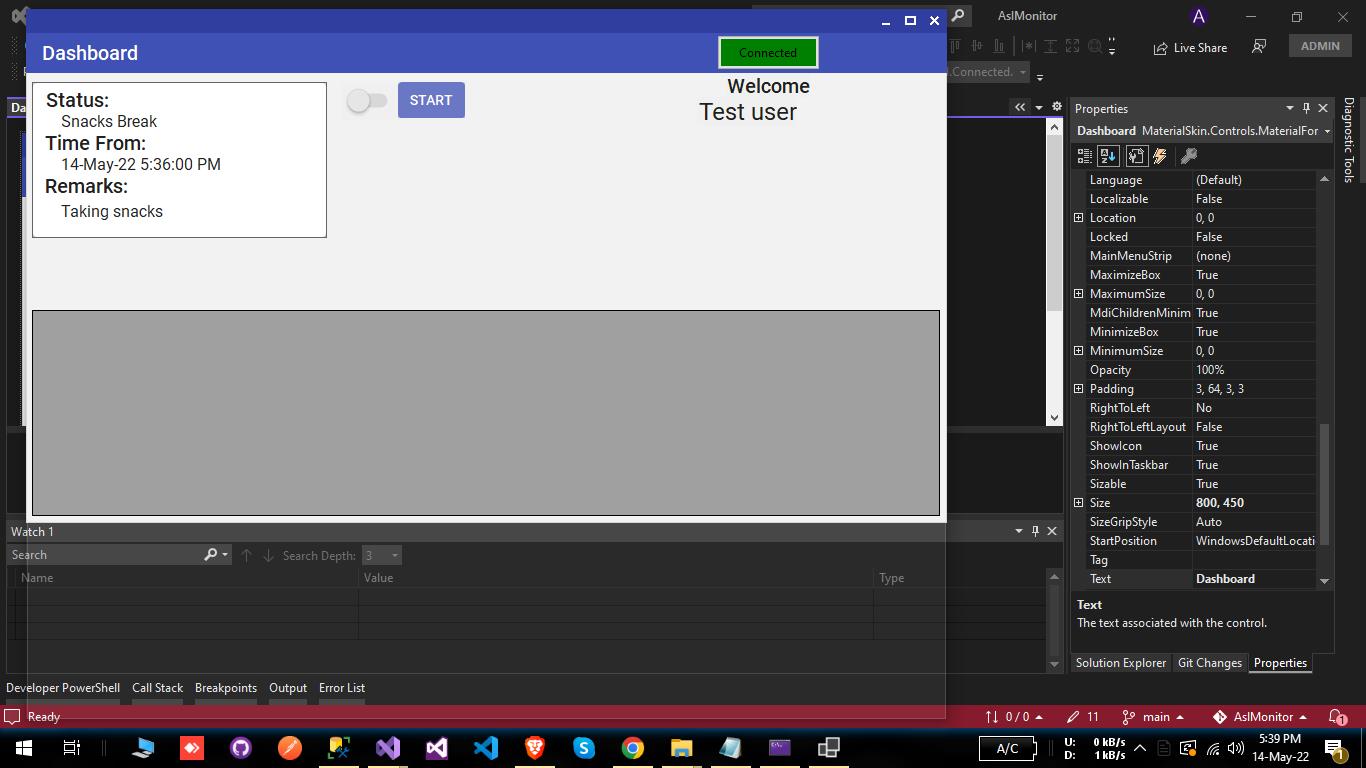 AslMonitor
A
Dashboard
Connected
Live Share
ADMIN
.Connected.
Welcome
Test user
START
Status:
Snacks Break
Time From:
14-May-22 5:36:00 PM
Remarks:
Taking snacks
Da
Properties
Dashboard MaterialSkin.Controls.MaterialFor
Language (Default)
Localizable False
Location 0, 0
Locked False
MainMenuStrip (none)
MaximizeBox True
MaximumSize 0, 0
MdiChildrenMinim True
MinimizeBox True
MinimumSize 0, 0
Opacity 100%
Padding 3, 64, 3, 3
RightToLeft No
RightToLeftLayout False
ShowIcon True
ShowInTaskbar True
Sizable True
Size 800, 450
SizeGripStyle Auto
StartPosition WindowsDefaultLocati
Tag
Text Dashboard
Text
The text associated with the control.
Solution Explorer Git Changes Properties
Diagnostic Tools
Watch 1
Search Search Depth: 3
Name Value Type
Developer PowerShell Call Stack Breakpoints Output Error List
Ready 0 / 0 11 main AslMonitor 1
A/C U: 0 kB/s 5:39 PM
D: 1 kB/s 14-May-22 1